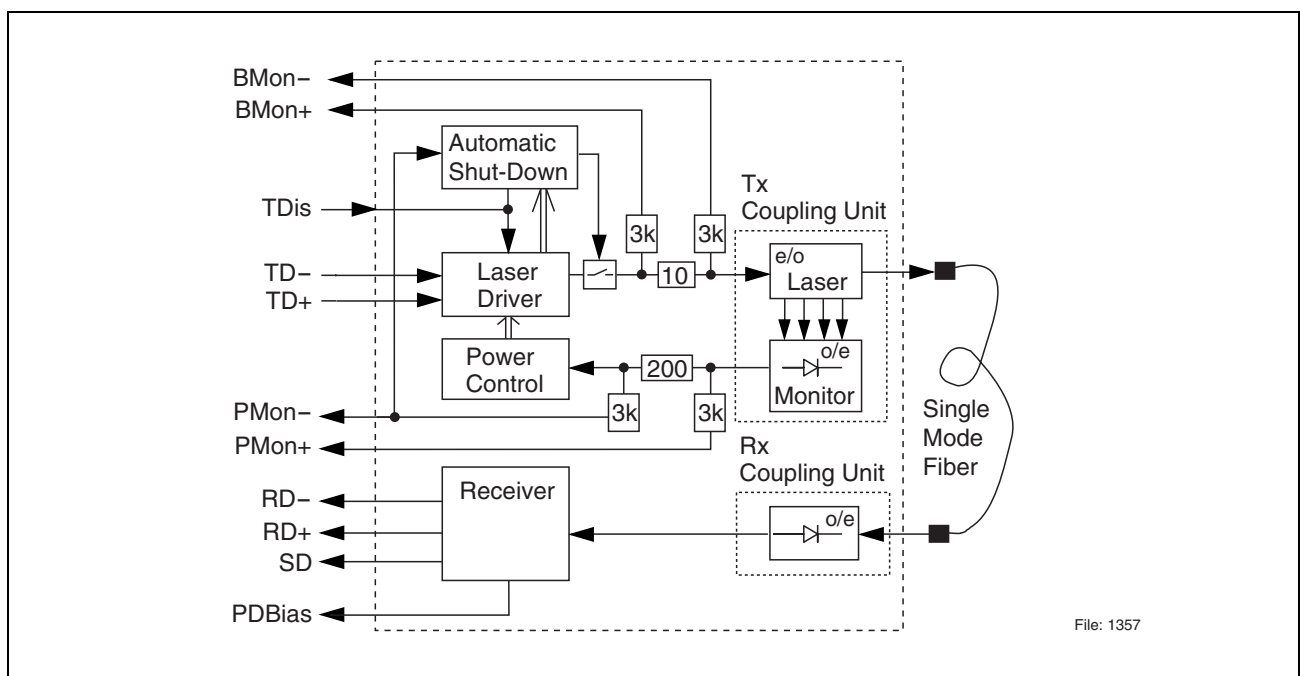 BMon−
BMon+
Automatic
Shut-Down
TDis
Tx
Coupling Unit
3k
3k
TD−
TD+
Laser
Driver
10
e/o
Laser
Power
Control
200
o/e
Monitor
3k
3k
PMon−
PMon+
Single
Mode
Fiber
Rx
Coupling Unit
RD−
RD+
SD
Receiver
o/e
PDBias
File: 1357